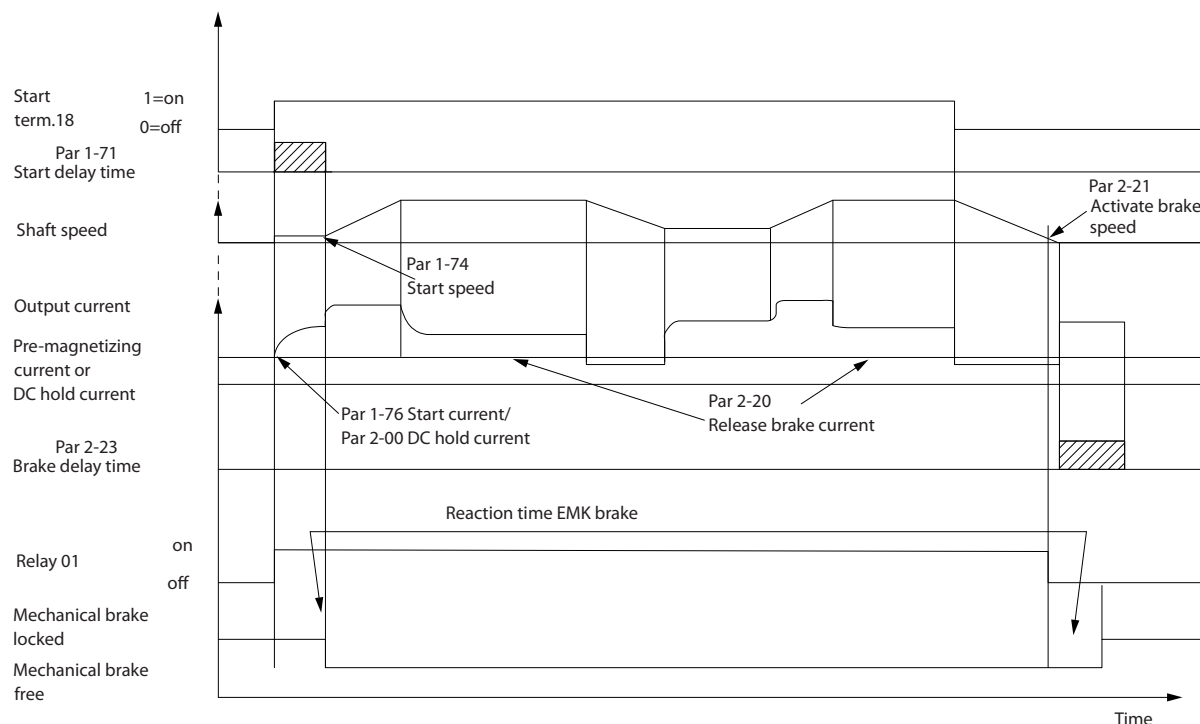 Start 1=on
term.18 0=off
Par 1-71
Start delay time
Par 2-21
Activate brake
speed
Shaft speed
Par 1-74
Start speed
Output current
Pre-magnetizing
current or
DC hold current
Par 1-76 Start current/
Par 2-00 DC hold current
Par 2-20
Release brake current
Par 2-23
Brake delay time
Reaction time EMK brake
on
Relay 01
off
Mechanical brake
locked
Mechanical brake
free
Time